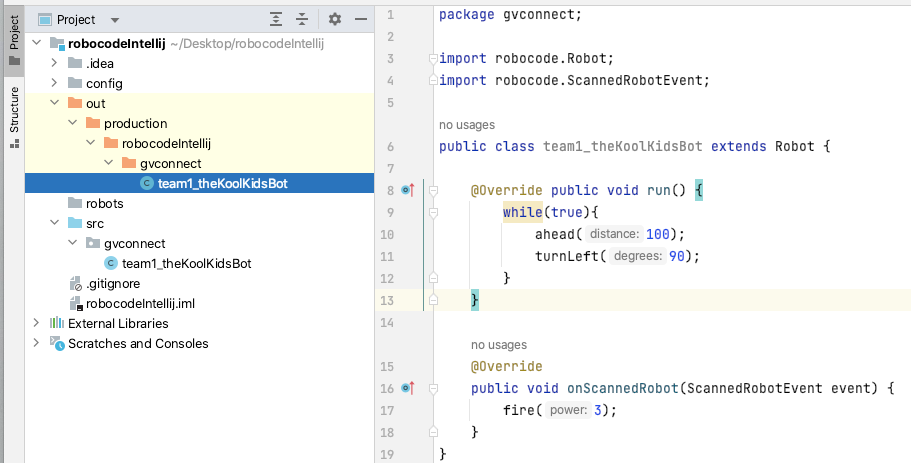 Project
Structure
Project
robocodeIntellij ~/Desktop/robocodeIntellij
.idea
config
out
production
robocodeIntellij
gvconnect
team1_theKoolKidsBot
robots
src
gvconnect
team1_theKoolKidsBot
.gitignore
robocodeIntellij.iml
External Libraries
Scratches and Consoles
1 package gvconnect;
2
3 import robocode.Robot;
4 import robocode.ScannedRobotEvent;
5
no usages
6 public class team1_theKoolKidsBot extends Robot {
7
8 @Override public void run() {
9 while(true){
10 ahead( distance: 100);
11 turnLeft( degrees: 90);
12 }
13 }
14
no usages
15 @Override
16 public void onScannedRobot(ScannedRobotEvent event) {
17 fire( power: 3);
18 }
19 }